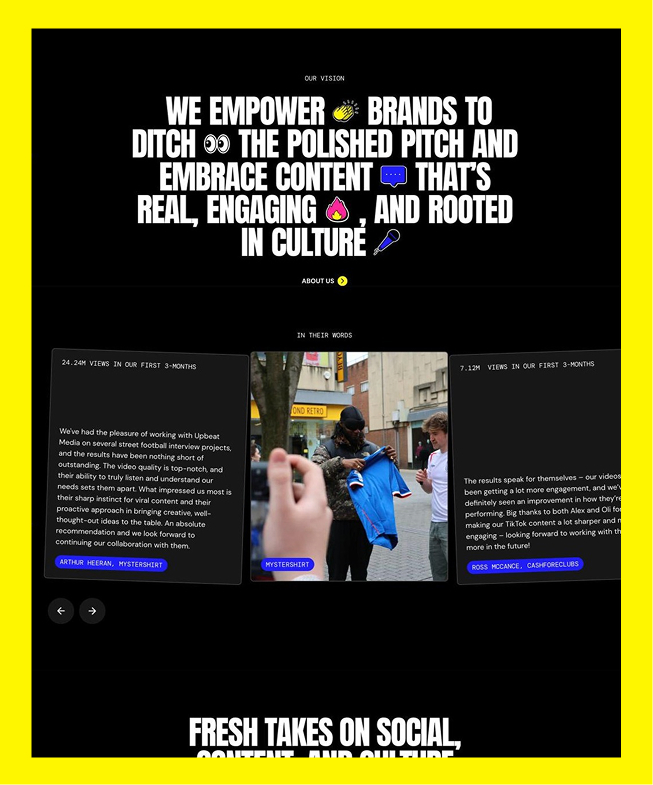 OUR VISION
WE EMPOWER 👏 BRANDS TO
DITCH 👀 THE POLISHED PITCH AND
EMBRACE CONTENT 💬 THAT'S
REAL, ENGAGING 🔥 , AND ROOTED
IN CULTURE 🎤
ABOUT US
IN THEIR WORDS
24.24M VIEWS IN OUR FIRST 3-MONTHS
We've had the pleasure of working with Upbeat
Media on several street football interview projects,
and the results have been nothing short of
outstanding. The video quality is top-notch, and
their ability to truly listen and understand our
needs sets them apart. What impressed us most is
their sharp instinct for viral content and their
proactive approach in bringing creative, well-
thought-out ideas to the table. An absolute
recommendation and we look forward to
continuing our collaboration with them.
ARTHUR HEERAN, MYSTERSHIRT
OND RETRO
MYSTERSHIRT
7.12M VIEWS IN OUR FIRST 3-MONTHS
The results speak for themselves – our videos
been getting a lot more engagement, and we've
definitely seen an improvement in how they're
performing. Big thanks to both Alex and Oli for
making our TikTok content a lot sharper and
engaging – looking forward to working with
more in the future!
ROSS MCCANCE, CASHFORECLUBS
FRESH TAKES ON SOCIAL,
CONTENT, AND CULTURE